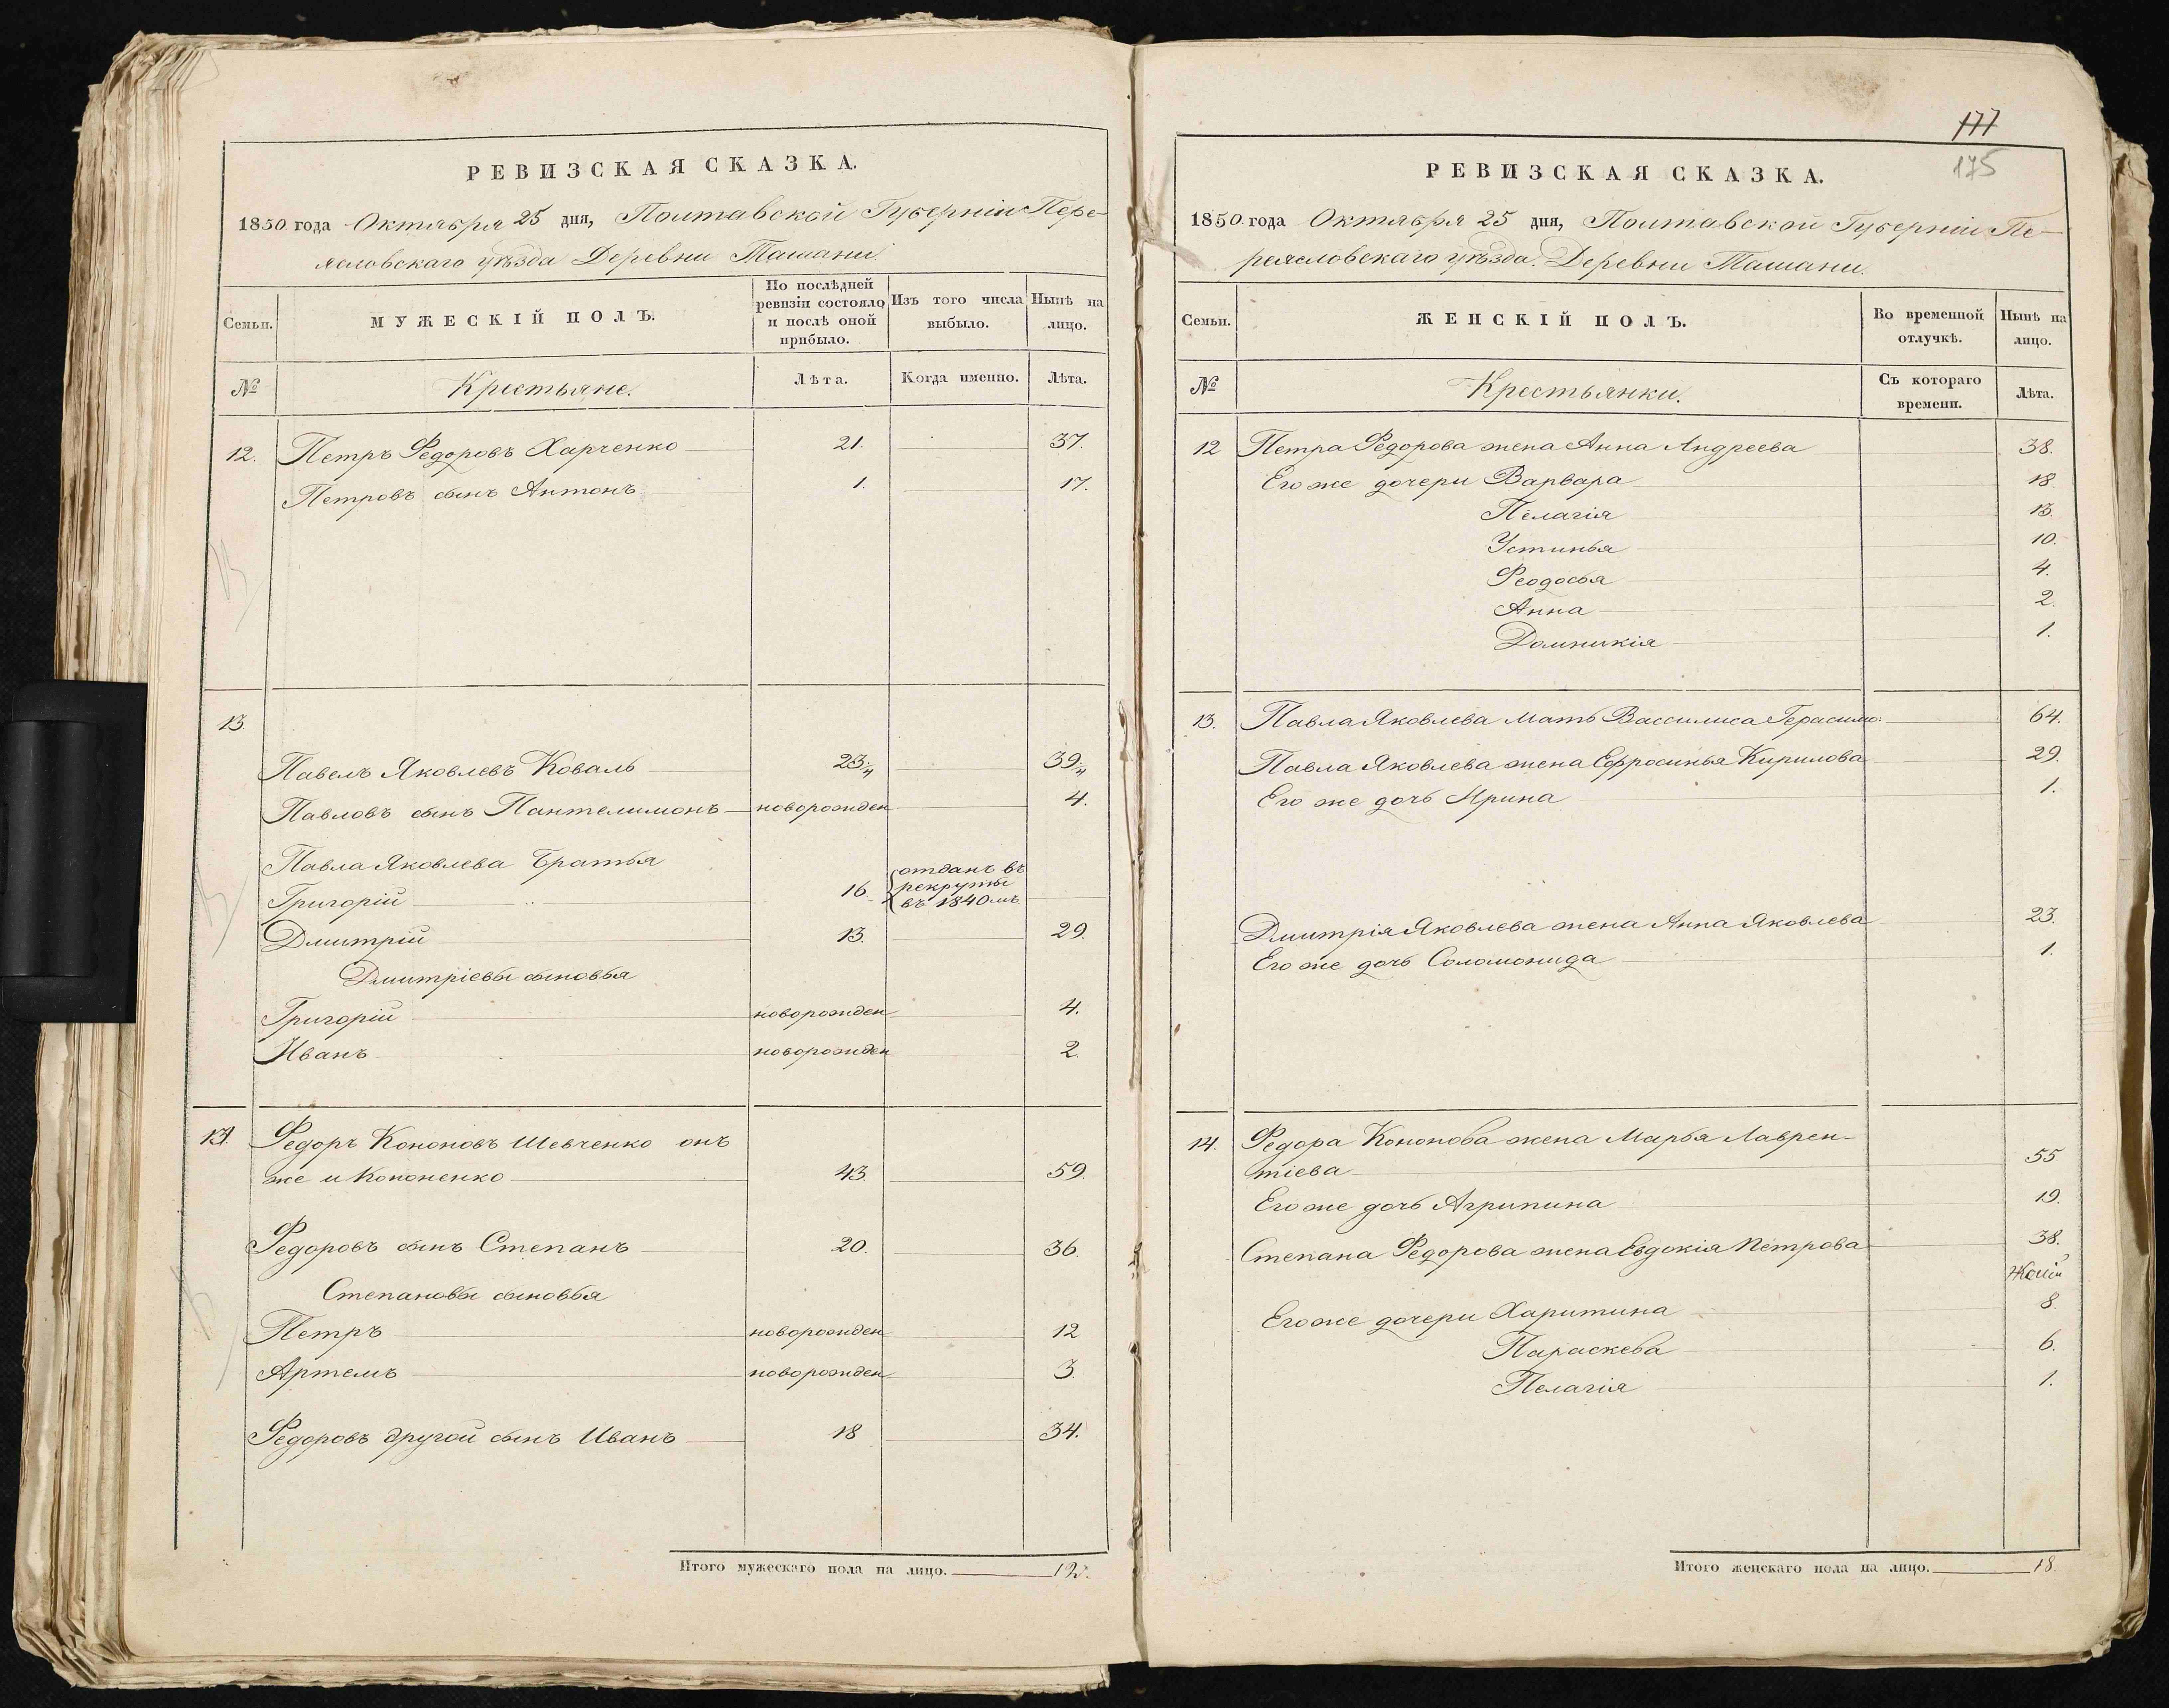 РЕВИЗСКАЯ СКАЗКА.
1850 года Октября 25 дня, Полтавской Губерніи Пере-
яславскаго уѣзда Деревни Ташани.
Семьи.
МУЖЕСКІЙ ПОЛЪ.
По послѣдней ревизіи состояло и послѣ оной прибыло.
Изъ того числа выбыло.
Ныньѣ на лицо.
№
Крестьяне.
Лѣта.
Когда именно.
Лѣта.
12. Петръ Федоровъ Харченко 21. 37.
Петровъ сынъ Антонъ 1. 17.
13.
Павелъ Яковлевъ Коваль 23. 39.
Павловъ сынъ Пантелимонъ новорожден 4.
Павла Яковлева Братья
Григорій 16. отданъ въ рекруты въ 1840мъ
Дмитрій 13. 29.
Дмитріевы сыновья
Григорій новорожден 4.
Иванъ новорожден 2.
14. Федоръ Кононовъ Шевченко онъ
же и Кононенко 43. 59.
Федоровъ сынъ Степанъ 20. 36.
Степановы сыновья
Петръ новорожден 12
Артемъ новорожден 3.
Федоровъ другой сынъ Иванъ 18 34.
Итого мужескаго пола на лицо. 12.
177
175
РЕВИЗСКАЯ СКАЗКА.
1850 года Октября 25 дня, Полтавской Губерніи Пе-
реясловскаго уѣзда. Деревни Ташани.
Семьи.
ЖЕНСКІЙ ПОЛЪ.
Во временной отлучкѣ.
Нынѣ на лицо.
№
Крестьянки.
Съ котораго времени.
Лѣта.
12 Петра Федорова жена Анна Андреева 38.
Его же дочери Варвара 18
Пелагія 13.
Устинья 10.
Феодосья 4.
Анна 2.
Домникія 1.
13. Павла Яковлева Мать Вассилиса Герасимо: 64.
Павла Яковлева жена Ефросинья Кирилова 29.
Его же дочь Ирина 1.
Дмитрія Яковлева жена Анна Яковлева 23.
Его же дочь Соломонида 1.
14. Федора Кононова жена Марья Лаврен-
тіева 55
Его же дочь Агрипина 19.
Степана Федорова жена Евдокія Петрова 38.
Его же дочери Харитина 8.
Параскева 6.
Пелагія 1.
Итого женскаго пола на лицо. 18.